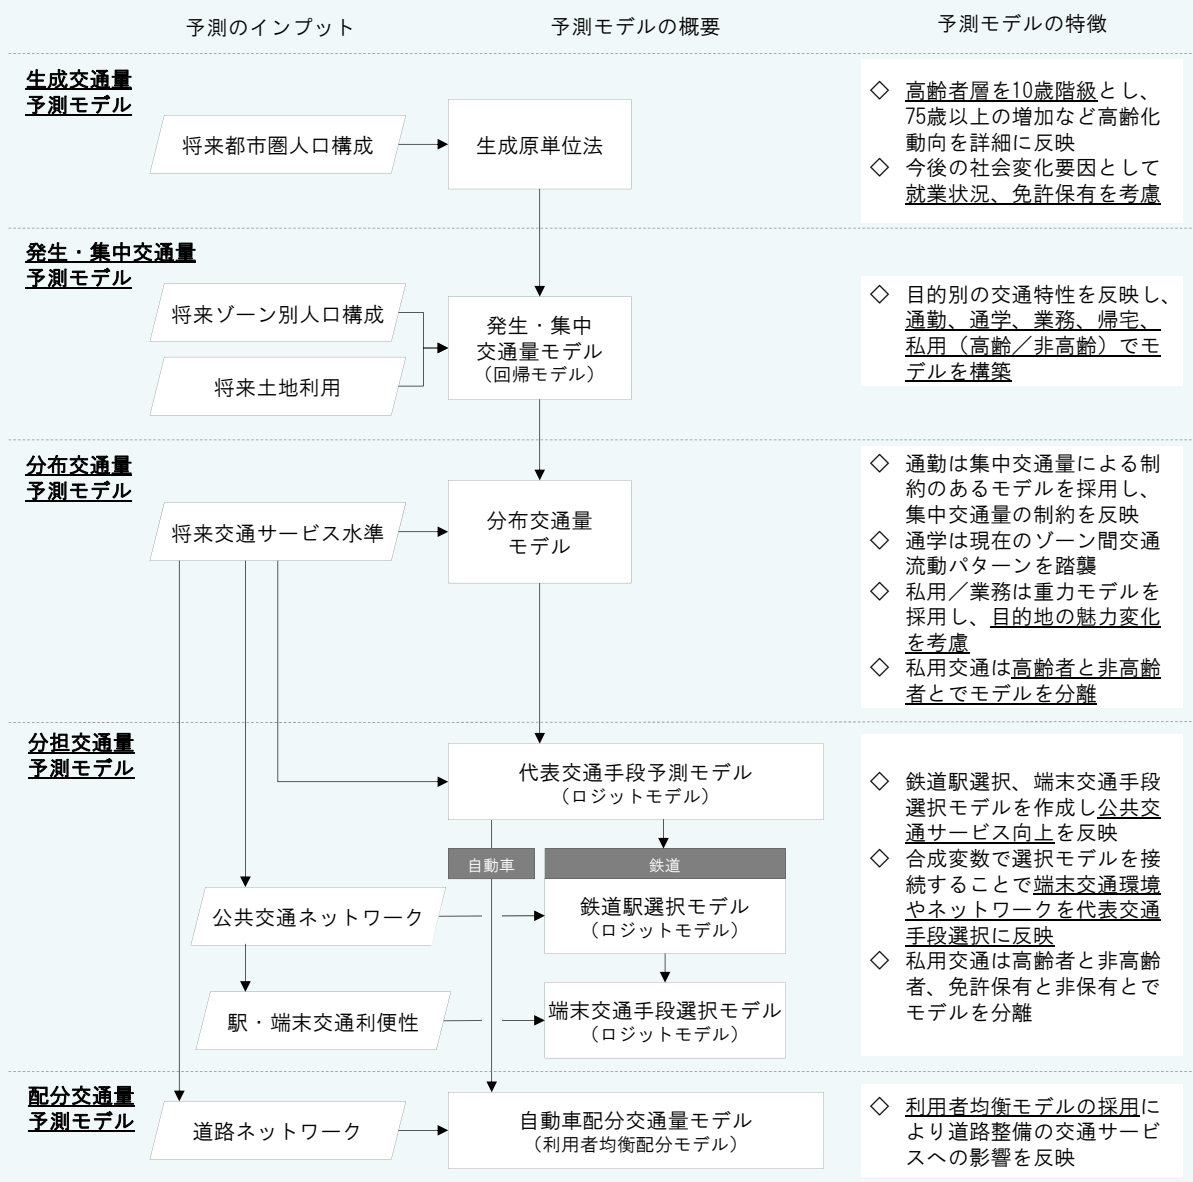 予測のインプット
予測モデルの概要
予測モデルの特徴
生成交通量
予測モデル
将来都市圏人口構成
生成原単位法
◇ 高齢者層を10歳階級とし、
75歳以上の増加など高齢化
動向を詳細に反映
◇ 今後の社会変化要因として
就業状況、免許保有を考慮
発生・集中交通量
予測モデル
将来ゾーン別人口構成
将来土地利用
発生・集中
交通量モデル
（回帰モデル）
◇ 目的別の交通特性を反映し、
通勤、通学、業務、帰宅、
私用（高齢／非高齢）でモ
デルを構築
分布交通量
予測モデル
将来交通サービス水準
分布交通量
モデル
◇ 通勤は集中交通量による制
約のあるモデルを採用し、
集中交通量の制約を反映
◇ 通学は現在のゾーン間交通
流動パターンを踏襲
◇ 私用／業務は重力モデルを
採用し、目的地の魅力変化
を考慮
◇ 私用交通は高齢者と非高齢
者とでモデルを分離
分担交通量
予測モデル
代表交通手段予測モデル
（ロジットモデル）
自動車
鉄道
公共交通ネットワーク
鉄道駅選択モデル
（ロジットモデル）
駅・端末交通利便性
端末交通手段選択モデル
（ロジットモデル）
◇ 鉄道駅選択、端末交通手段
選択モデルを作成し公共交
通サービス向上を反映
◇ 合成変数で選択モデルを接
続することで端末交通環境
やネットワークを代表交通
手段選択に反映
◇ 私用交通は高齢者と非高齢
者、免許保有と非保有とで
モデルを分離
配分交通量
予測モデル
道路ネットワーク
自動車配分交通量モデル
（利用者均衡配分モデル）
◇ 利用者均衡モデルの採用に
より道路整備の交通サービ
スへの影響を反映